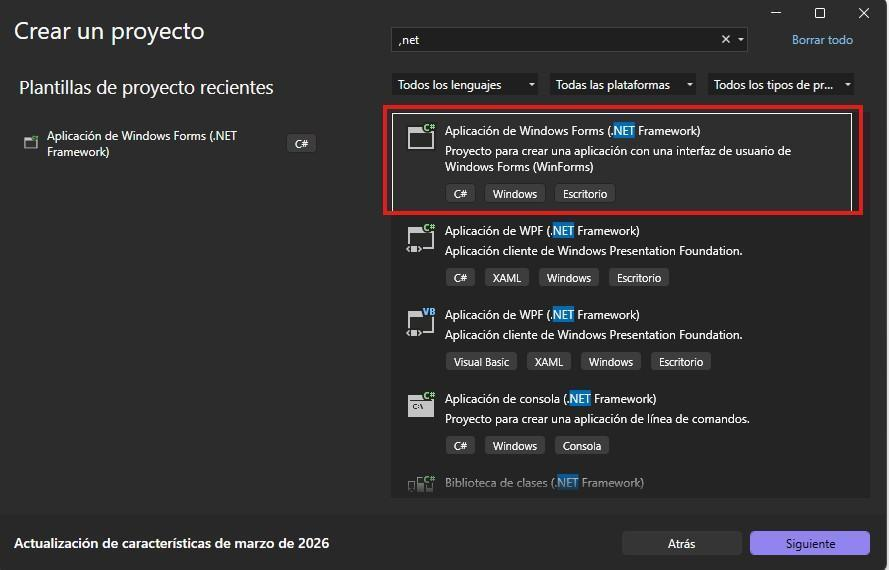 Crear un proyecto
,net
Borrar todo
Plantillas de proyecto recientes
Aplicación de Windows Forms (.NET
Framework)
C#
Todos los lenguajes
Todas las plataformas
Todos los tipos de pr...
C#
Aplicación de Windows Forms (.NET Framework)
Proyecto para crear una aplicación con una interfaz de usuario de
Windows Forms (WinForms)
C# Windows Escritorio
C#
Aplicación de WPF (.NET Framework)
Aplicación cliente de Windows Presentation Foundation.
C# XAML Windows Escritorio
VB
Aplicación de WPF (.NET Framework)
Aplicación cliente de Windows Presentation Foundation.
Visual Basic XAML Windows Escritorio
C#
C:\
Aplicación de consola (.NET Framework)
Proyecto para crear una aplicación de línea de comandos.
C# Windows Consola
C#
Biblioteca de clases (.NET Framework)
Actualización de características de marzo de 2026
Atrás
Siguiente